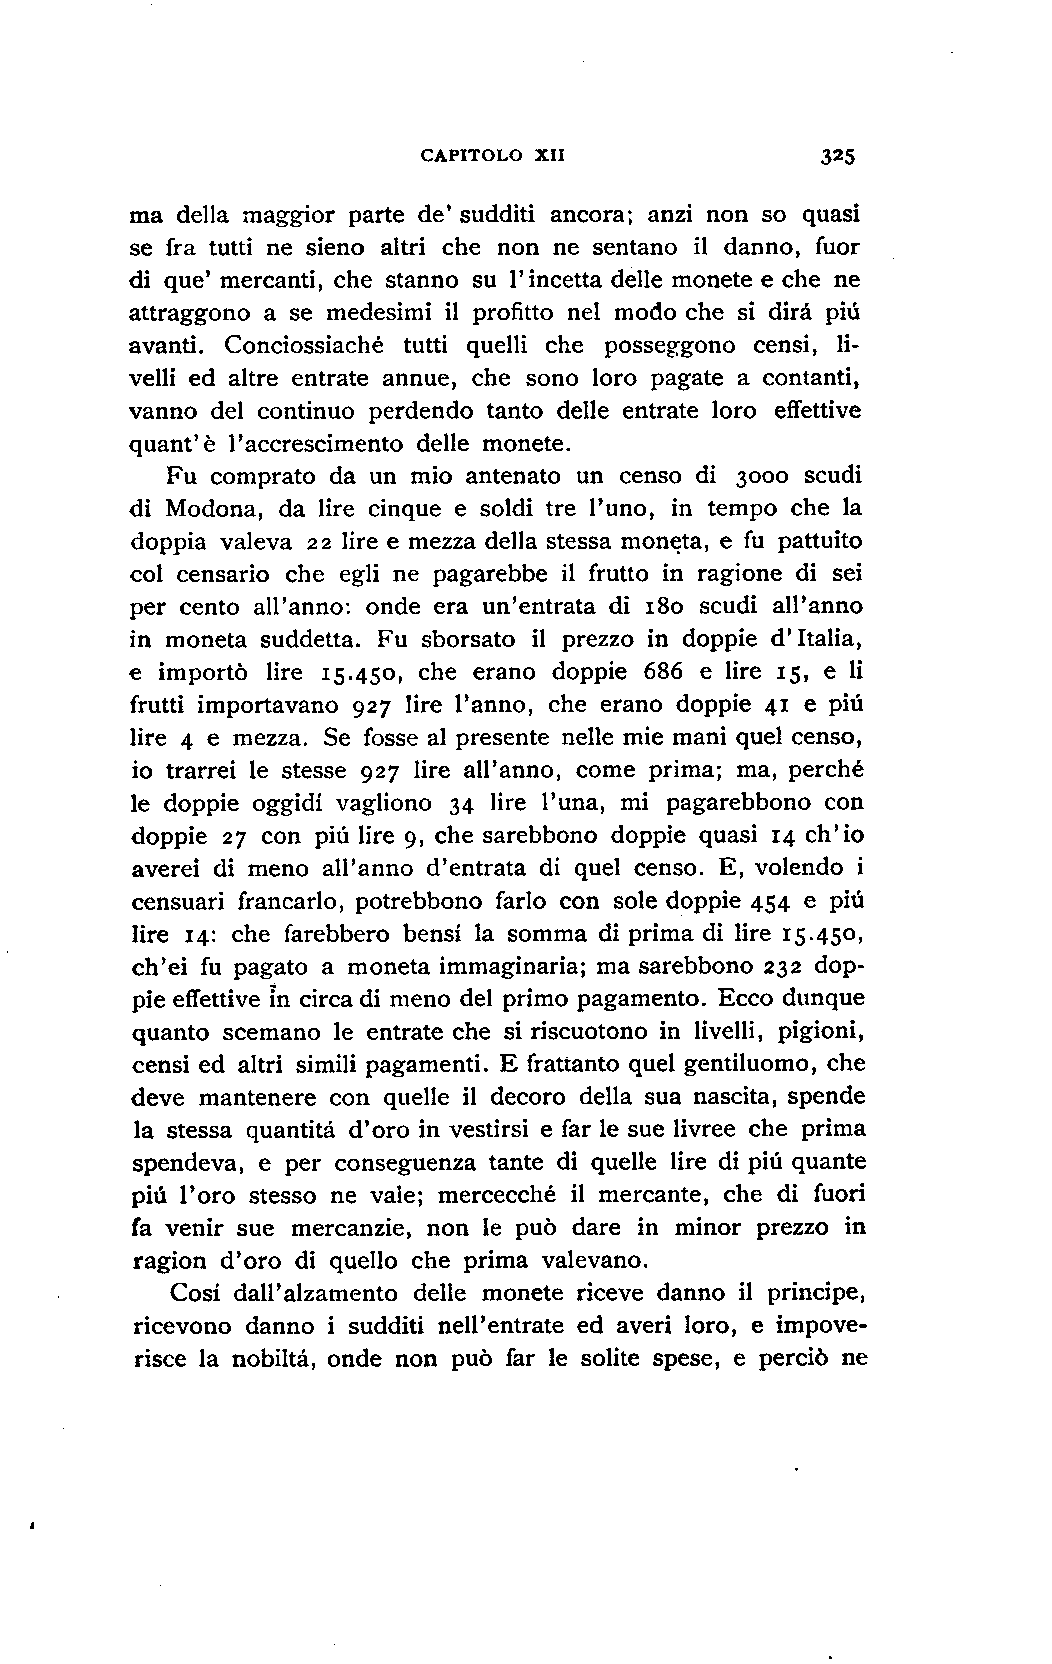 CAPITOLO XII 325
ma della maggior parte de' sudditi ancora; anzi non so quasi
se fra tutti ne sieno altri che non ne sentano il danno, fuor
di que' mercanti, che stanno su l'incetta delle monete e che ne
attraggono a se medesimi il profitto nel modo che si dirá piú
avanti. Conciossiaché tutti quelli che posseggono censi, li-
velli ed altre entrate annue, che sono loro pagate a contanti,
vanno del continuo perdendo tanto delle entrate loro effettive
quant'è l'accrescimento delle monete.
Fu comprato da un mio antenato un censo di 3000 scudi
di Modona, da lire cinque e soldi tre l'uno, in tempo che la
doppia valeva 22 lire e mezza della stessa moneta, e fu pattuito
col censario che egli ne pagarebbe il frutto in ragione di sei
per cento all'anno: onde era un'entrata di 180 scudi all'anno
in moneta suddetta. Fu sborsato il prezzo in doppie d'Italia,
e importò lire 15.450, che erano doppie 686 e lire 15, e li
frutti importavano 927 lire l'anno, che erano doppie 41 e piú
lire 4 e mezza. Se fosse al presente nelle mie mani quel censo,
io trarrei le stesse 927 lire all'anno, come prima; ma, perché
le doppie oggidí vagliono 34 lire l'una, mi pagarebbono con
doppie 27 con piú lire 9, che sarebbono doppie quasi 14 ch'io
averei di meno all'anno d'entrata di quel censo. E, volendo i
censuari francarlo, potrebbono farlo con sole doppie 454 e piú
lire 14: che farebbero bensí la somma di prima di lire 15.450,
ch'ei fu pagato a moneta immaginaria; ma sarebbono 232 dop-
pie effettive in circa di meno del primo pagamento. Ecco dunque
quanto scemano le entrate che si riscuotono in livelli, pigioni,
censi ed altri simili pagamenti. E frattanto quel gentiluomo, che
deve mantenere con quelle il decoro della sua nascita, spende
la stessa quantitá d'oro in vestirsi e far le sue livree che prima
spendeva, e per conseguenza tante di quelle lire di piú quante
piú l'oro stesso ne vale; mercecché il mercante, che di fuori
fa venir sue mercanzie, non le può dare in minor prezzo in
ragion d'oro di quello che prima valevano.
Cosí dall'alzamento delle monete riceve danno il principe,
ricevono danno i sudditi nell'entrate ed averi loro, e impove-
risce la nobiltá, onde non può far le solite spese, e perciò ne